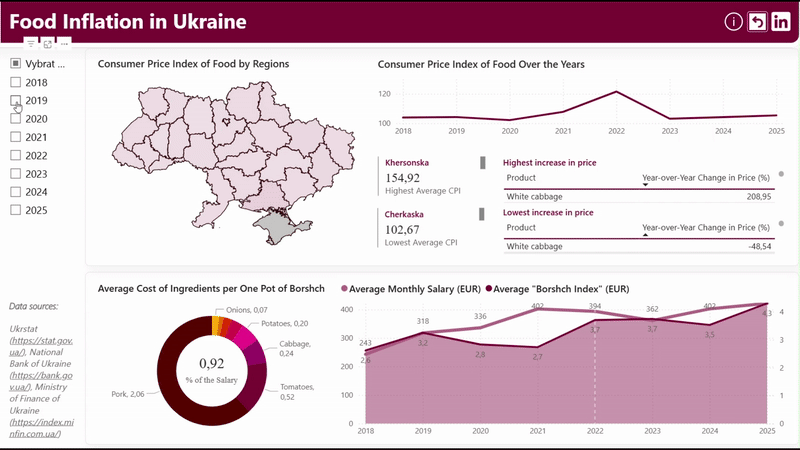 Food Inflation in Ukraine
Vybrat ...
2018
2019
2020
2021
2022
2023
2024
2025
Data sources:
Ukrstat
(https://stat.gov.
ua/), National
Bank of Ukraine
(https://bank.go
v.ua/), Ministry
of Finance of
Ukraine
(https://index.mi
nfin.com.ua/)
Consumer Price Index of Food by Regions
Consumer Price Index of Food Over the Years
120
100
2018 2019 2020 2021 2022 2023 2024 2025
Khersonska
154,92
Highest Average CPI
Highest increase in price
Product Year-over-Year Change in Price (%)
White cabbage 208,95
Cherkaska
102,67
Lowest Average CPI
Lowest increase in price
Product Year-over-Year Change in Price (%)
White cabbage -48,54
Average Cost of Ingredients per One Pot of Borshch
Onions, 0,07
Potatoes, 0,20
Cabbage,
0,24
Tomatoes,
0,52
Pork, 2,06
0,92
% of the Salary
Average Monthly Salary (EUR) Average "Borshch Index" (EUR)
400
300
200
100
0
243 318 336 402 394 362 402
2,6 3,2 2,8 2,7 3,7 3,7 3,5 4,3
4
3
2
1
0
2018 2019 2020 2021 2022 2023 2024 2025